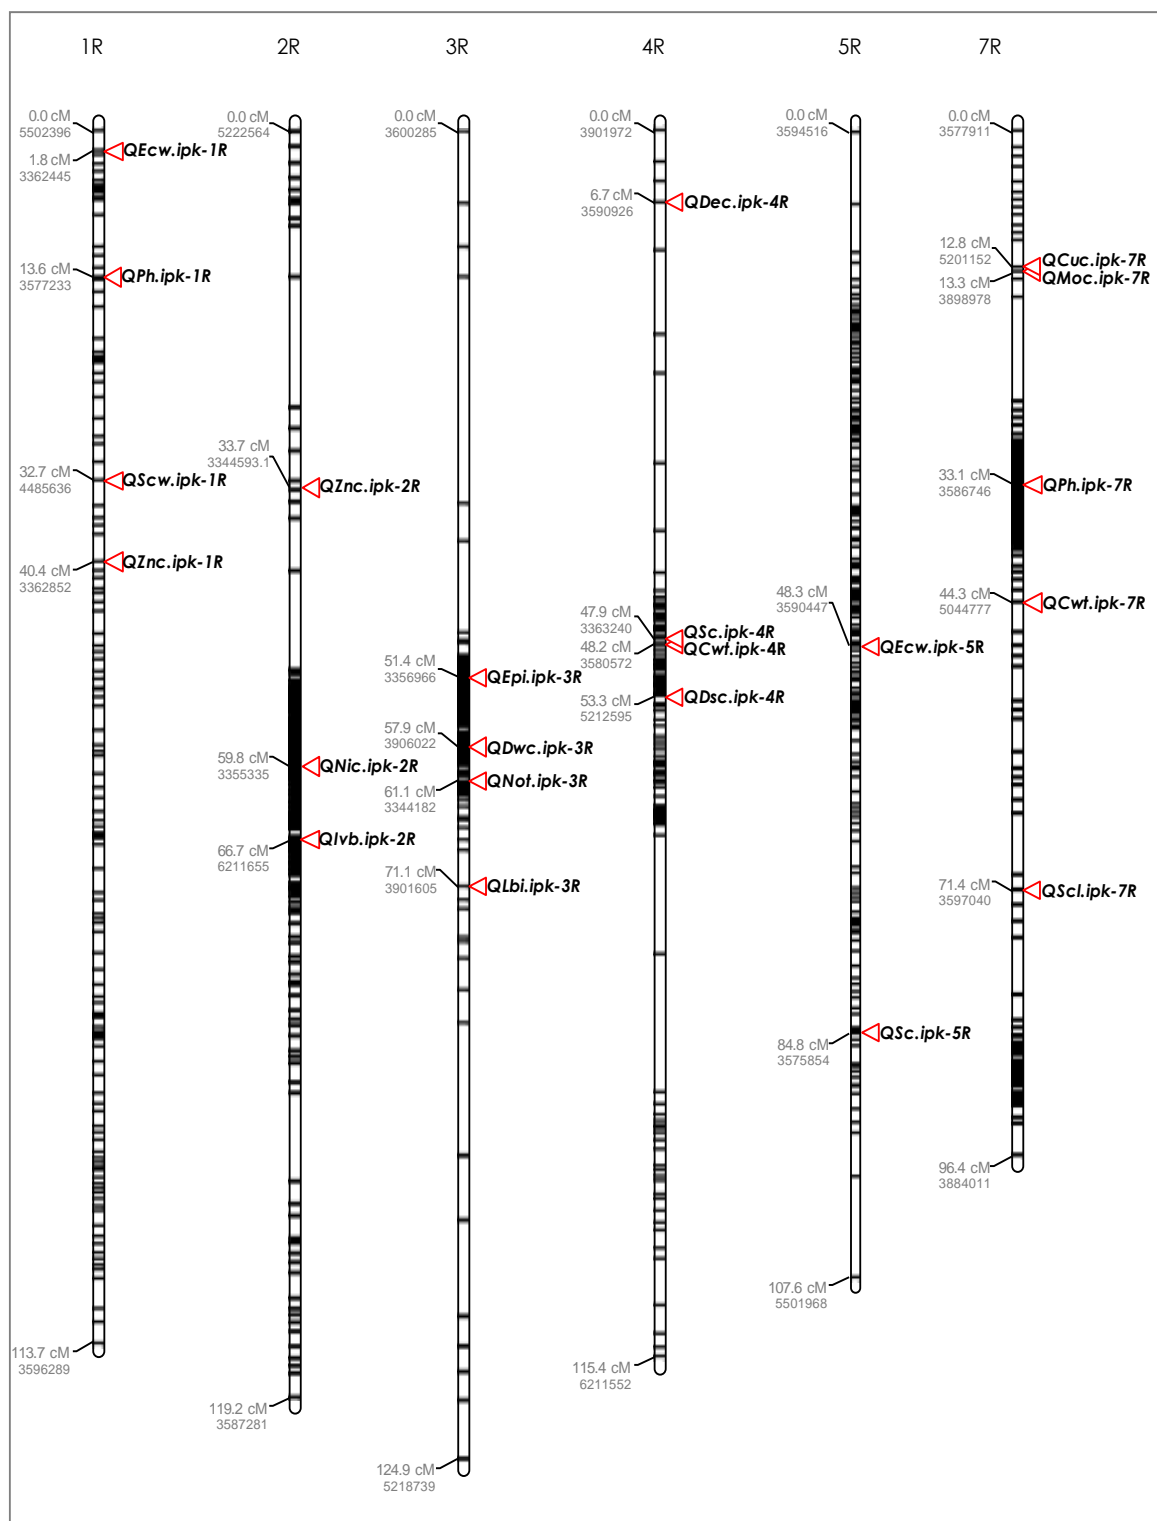 1R
2R
3R
4R
5R
7R
0.0 cM
5502396
1.8 cM
3362445
QEcw.ipk-1R
13.6 cM
3577233
QPh.ipk-1R
32.7 cM
4485636
QScw.ipk-1R
40.4 cM
3362852
QZnc.ipk-1R
113.7 cM
3596289
0.0 cM
5222564
33.7 cM
3344593.1
QZnc.ipk-2R
59.8 cM
3355335
QNic.ipk-2R
66.7 cM
6211655
QIvb.ipk-2R
119.2 cM
3587281
0.0 cM
3600285
51.4 cM
3356966
QEpi.ipk-3R
57.9 cM
3906022
QDwc.ipk-3R
61.1 cM
3344182
QNot.ipk-3R
71.1 cM
3901605
QLbi.ipk-3R
124.9 cM
5218739
0.0 cM
3901972
6.7 cM
3590926
QDec.ipk-4R
47.9 cM
3363240
QSc.ipk-4R
48.2 cM
3580572
QCwt.ipk-4R
53.3 cM
5212595
QDsc.ipk-4R
115.4 cM
6211552
0.0 cM
3594516
48.3 cM
3590447
QEcw.ipk-5R
84.8 cM
3575854
QSc.ipk-5R
107.6 cM
5501968
0.0 cM
3577911
12.8 cM
5201152
QCuc.ipk-7R
13.3 cM
3898978
QMoc.ipk-7R
33.1 cM
3586746
QPh.ipk-7R
44.3 cM
5044777
QCwt.ipk-7R
71.4 cM
3597040
QScl.ipk-7R
96.4 cM
3884011